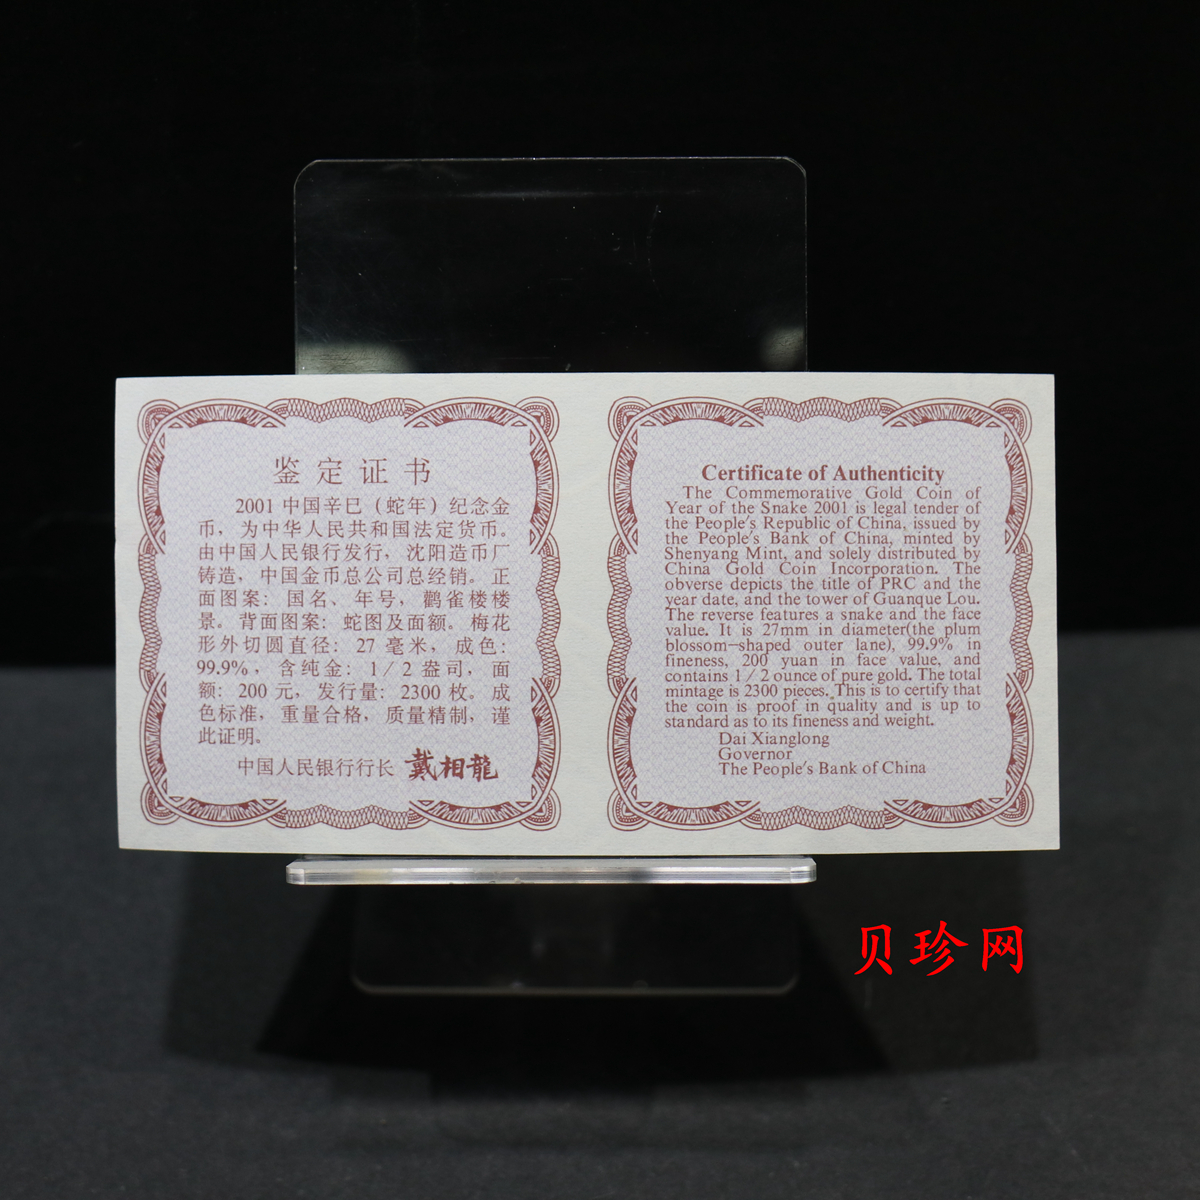 鉴定证书
2001 中国辛巳（蛇年）纪念金
币，为中华人民共和国法定货币。
由中国人民银行发行，沈阳造币厂
铸造，中国金币总公司总经销。正
面图案：国名、年号，鹳雀楼楼
景。背面图案：蛇图及面额。梅花
形外切圆直径：27 毫米，成色：
99.9%，含纯金：1／2 盎司，面
额：200 元，发行量：2300 枚。成
色标准，重量合格，质量精制，谨
此证明。
中国人民银行行长 戴相龍
Certificate of Authenticity
The Commemorative Gold Coin of
Year of the Snake 2001 is legal tender of
the People's Republic of China, issued by
the People's Bank of China, minted by
Shenyang Mint, and solely distributed by
China Gold Coin Incorporation. The
obverse depicts the title of PRC and the
year date, and the tower of Guanque Lou.
The reverse features a snake and the face
value. It is 27mm in diameter(the plum
blossom—shaped outer lane), 99.9% in
fineness, 200 yuan in face value, and
contains 1／2 ounce of pure gold. The total
mintage is 2300 pieces. This is to certify that
the coin is proof in quality and is up to
standard as to its fineness and weight.
Dai Xianglong
Governor
The People's Bank of China
贝珍网